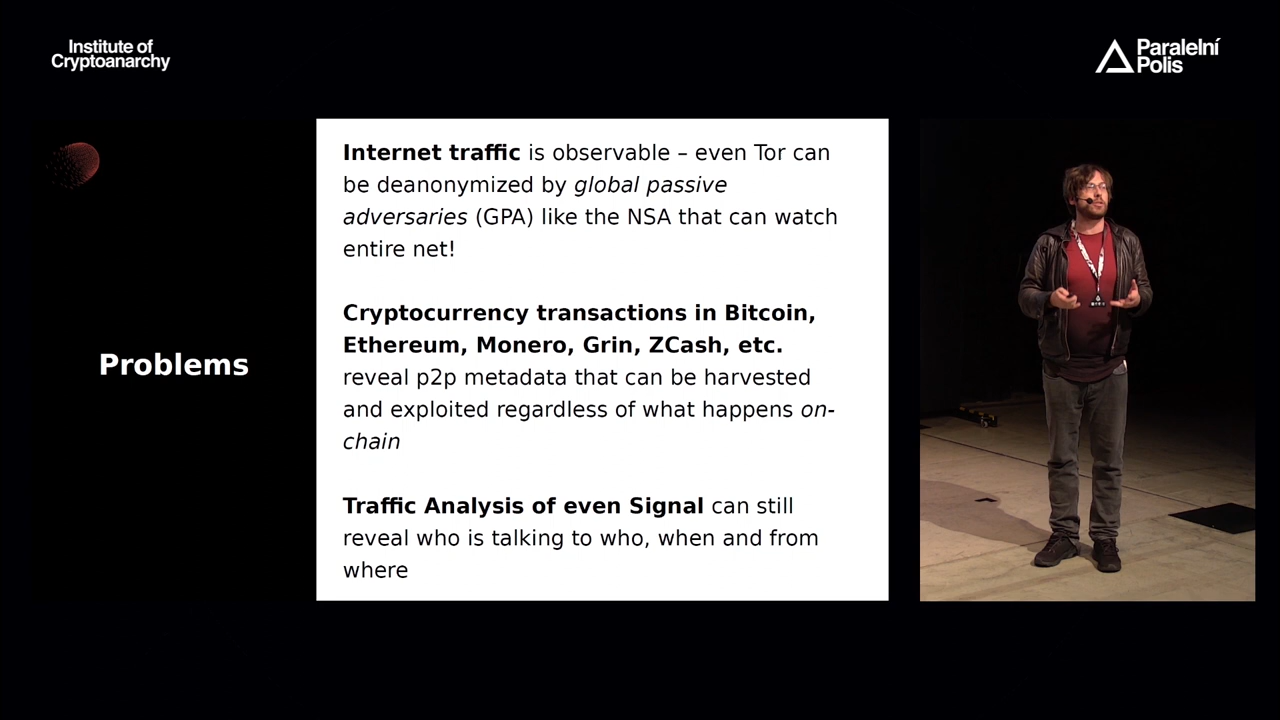 Institute of
Cryptoanarchy
Paralelní
Polis
Problems
Internet traffic is observable – even Tor can
be deanonymized by global passive
adversaries (GPA) like the NSA that can watch
entire net!
Cryptocurrency transactions in Bitcoin,
Ethereum, Monero, Grin, ZCash, etc.
reveal p2p metadata that can be harvested
and exploited regardless of what happens on-
chain
Traffic Analysis of even Signal can still
reveal who is talking to who, when and from
where